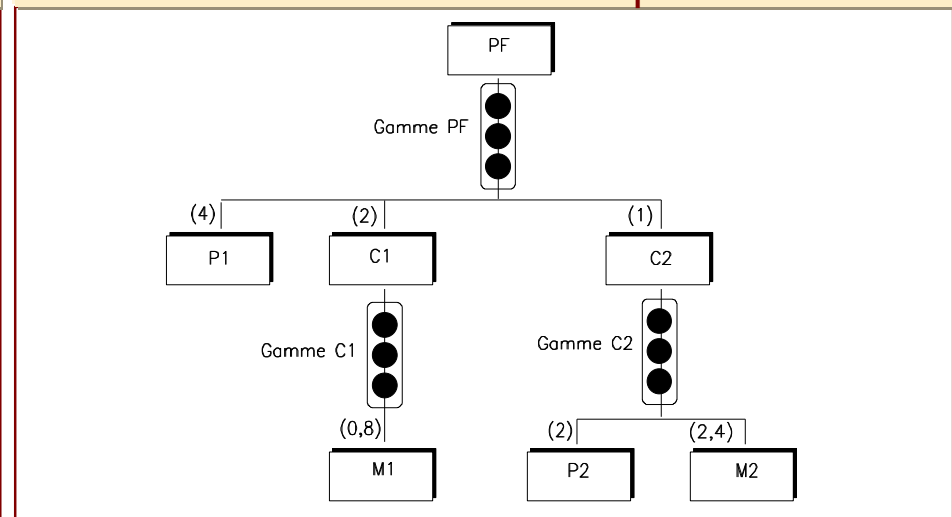 PF
Gamme PF
(4)
(2)
(1)
P1
C1
C2
Gamme C1
Gamme C2
(0,8)
(2)
(2,4)
M1
P2
M2